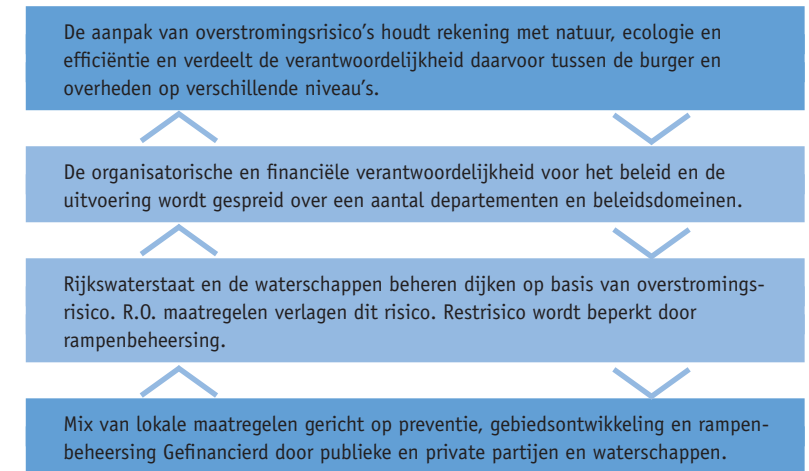 De aanpak van overstromingsrisico's houdt rekening met natuur, ecologie en
efficiëntie en verdeelt de verantwoordelijkheid daarvoor tussen de burger en
overheden op verschillende niveau's.
De organisatorische en financiële verantwoordelijkheid voor het beleid en de
uitvoering wordt gespreid over een aantal departementen en beleidsdomeinen.
Rijkswaterstaat en de waterschappen beheren dijken op basis van overstromings-
risico. R.O. maatregelen verlagen dit risico. Restrisico wordt beperkt door
rampenbeheersing.
Mix van lokale maatregelen gericht op preventie, gebiedsontwikkeling en rampen-
beheersing Gefinancierd door publieke en private partijen en waterschappen.